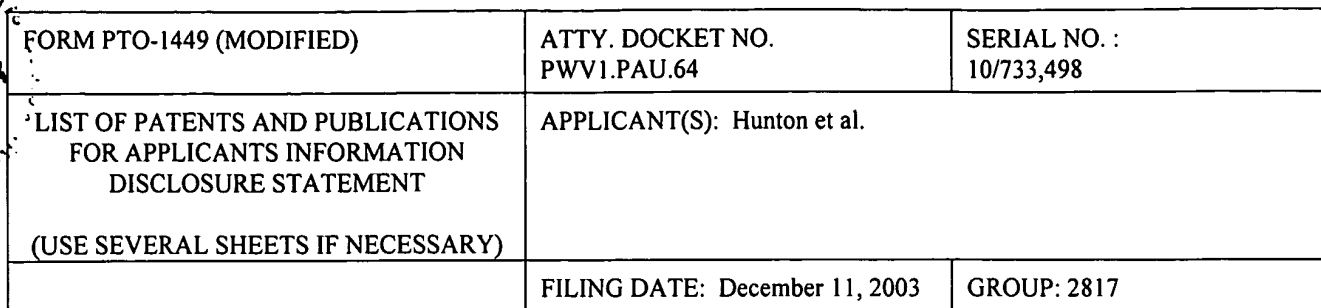 FORM PTO-1449 (MODIFIED)
ATTY. DOCKET NO.
PWV1.PAU.64
SERIAL NO. :
10/733,498
LIST OF PATENTS AND PUBLICATIONS
FOR APPLICANTS INFORMATION
DISCLOSURE STATEMENT
(USE SEVERAL SHEETS IF NECESSARY)
APPLICANT(S): Hunton et al.
FILING DATE: December 11, 2003
GROUP: 2817